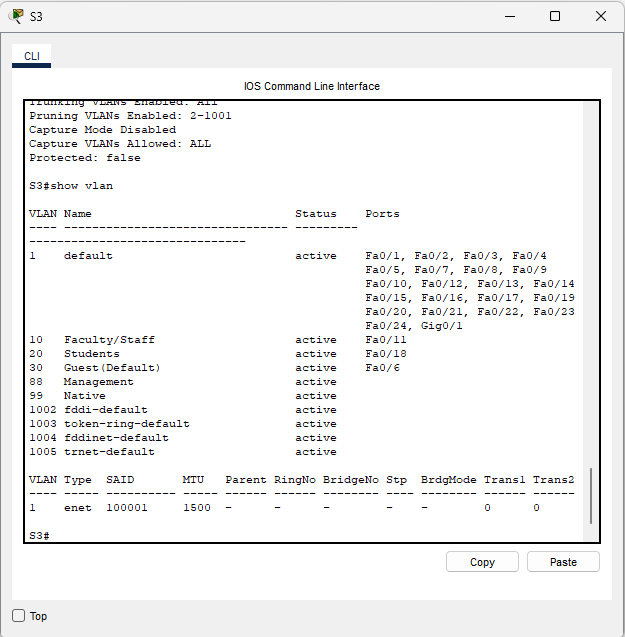 S3
CLI
IOS Command Line Interface
Trunking VLANs Enabled: All
Pruning VLANs Enabled: 2-1001
Capture Mode Disabled
Capture VLANs Allowed: ALL
Protected: false
S3#show vlan
VLAN Name                             Status    Ports
---- -------------------------------- ---------
-------------------------------
1    default                          active    Fa0/1, Fa0/2, Fa0/3, Fa0/4
                                                Fa0/5, Fa0/7, Fa0/8, Fa0/9
                                                Fa0/10, Fa0/12, Fa0/13, Fa0/14
                                                Fa0/15, Fa0/16, Fa0/17, Fa0/19
                                                Fa0/20, Fa0/21, Fa0/22, Fa0/23
                                                Fa0/24, Gig0/1
10   Faculty/Staff                    active    Fa0/11
20   Students                         active    Fa0/18
30   Guest(Default)                   active    Fa0/6
88   Management                       active
99   Native                           active
1002 fddi-default                     active
1003 token-ring-default               active
1004 fddinet-default                  active
1005 trnet-default                    active
VLAN Type  SAID       MTU   Parent RingNo BridgeNo Stp  BrdgMode Trans1 Trans2
---- ----- ---------- ----- ------ ------ -------- ---- -------- ------ ------
1    enet  100001     1500  -      -      -        -    -        0      0
S3#
Copy Paste
Top